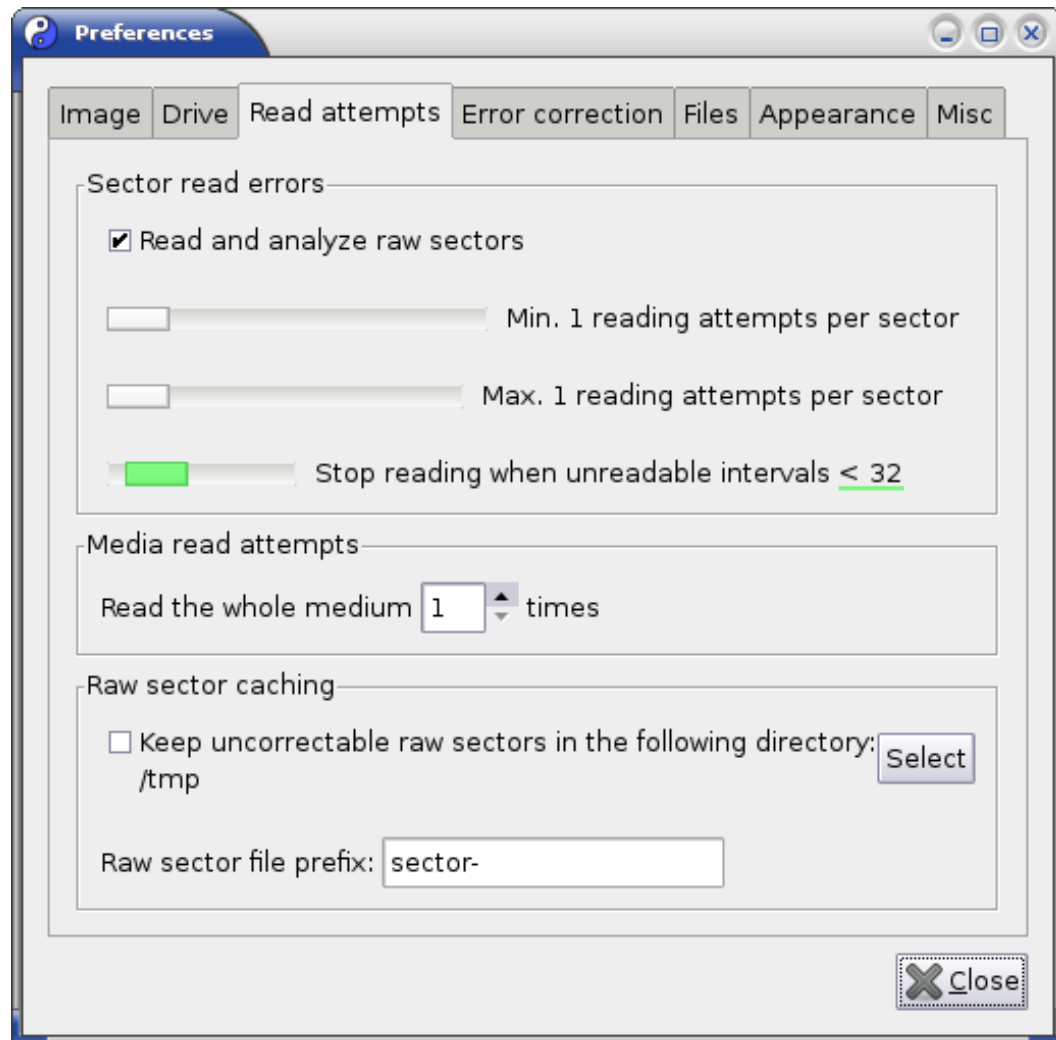 Preferences
Image Drive Read attempts Error correction Files Appearance Misc
Sector read errors
Read and analyze raw sectors
Min. 1 reading attempts per sector
Max. 1 reading attempts per sector
Stop reading when unreadable intervals < 32
Media read attempts
Read the whole medium 1 times
Raw sector caching
Keep uncorrectable raw sectors in the following directory: Select
/tmp
Raw sector file prefix: sector-
Close